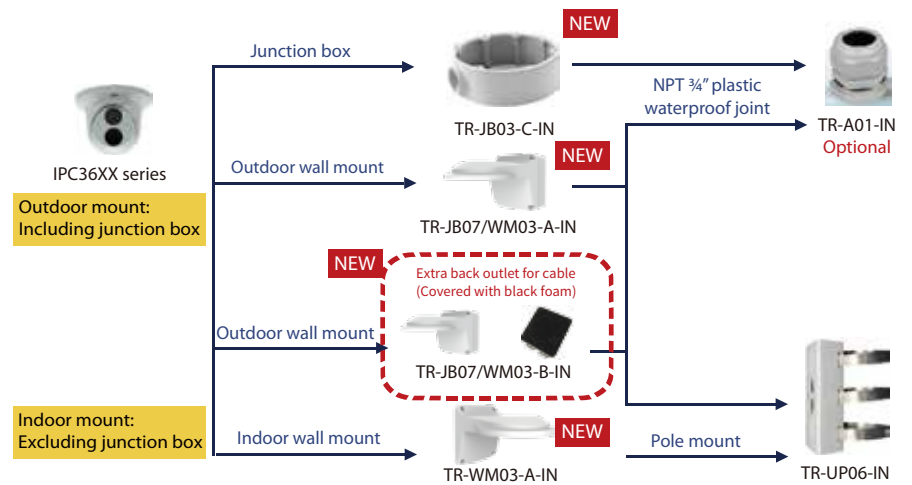 NEW
Junction box
NPT ¾” plastic
waterproof joint
TR-JB03-C-IN
TR-A01-IN
Optional
IPC36XX series
Outdoor wall mount
NEW
Outdoor mount:
Including junction box
TR-JB07/WM03-A-IN
NEW
Extra back outlet for cable
(Covered with black foam)
Outdoor wall mount
TR-JB07/WM03-B-IN
Indoor mount:
Excluding junction box
Indoor wall mount
NEW
Pole mount
TR-WM03-A-IN
TR-UP06-IN